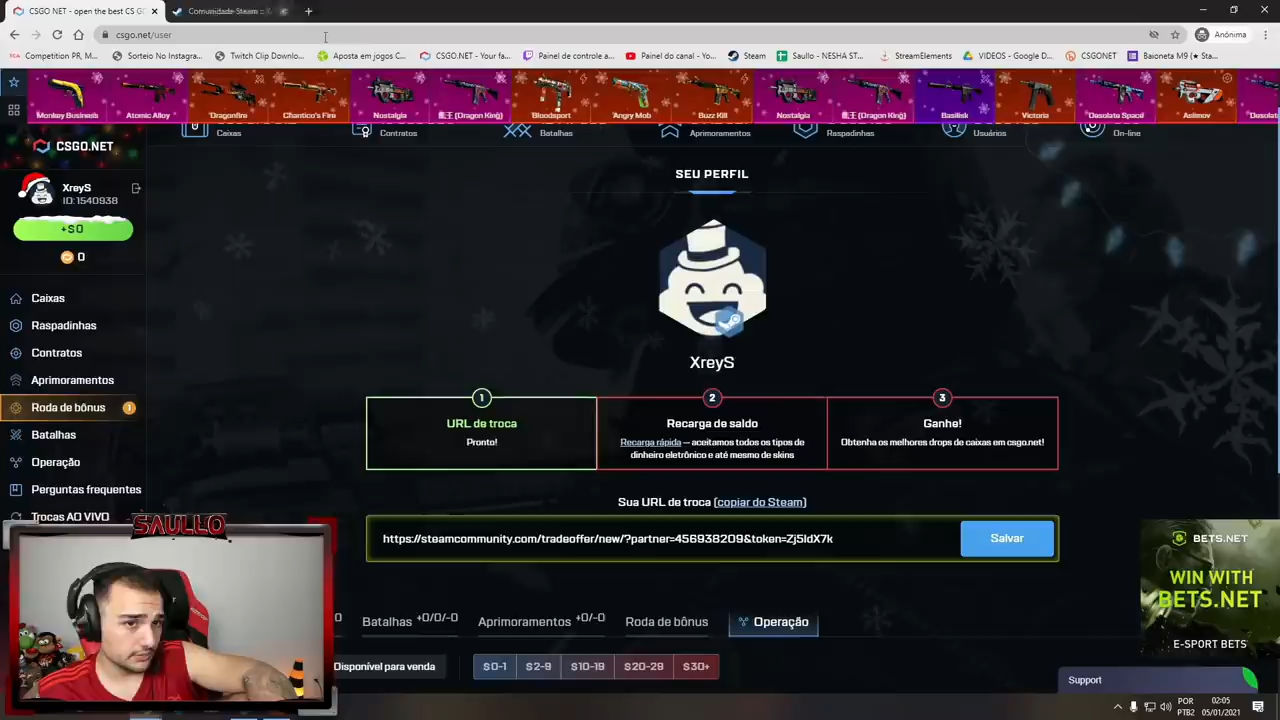 CSGO.NET - open the best CS G
Comunidade Steam ::
csgo.net/user
Anônima
Competition PR, M...
Sorteio No Instagra...
Twitch Clip Downlo...
Aposta em jogos C...
CSGO.NET - Your fa...
Painel de controle a...
Painel do canal - Yo...
Steam
Saullo - NESHA ST...
StreamElements
VIDEOS - Google D...
CSGONET
Baioneta M9 (★ Sta...
Monkey Business
Atomic Alloy
Dragonfire
Chantico's Fire
Nostalgia
龍王 (Dragon King)
Bloodsport
Angry Mob
Buzz Kill
Nostalgia
龍王 (Dragon King)
Basilisk
Victoria
Desolate Space
Asiimov
Desolat
CSGO.NET
Caixas
Contratos
Batalhas
Aprimoramentos
Raspadinhas
Usuários
On-line
XreyS
ID:1540938
+$0
0
Caixas
Raspadinhas
Contratos
Aprimoramentos
Roda de bônus 1
Batalhas
Operação
Perguntas frequentes
Trocas AO VIVO
SEU PERFIL
XreyS
1
URL de troca
Pronto!
2
Recarga de saldo
Recarga rápida — aceitamos todos os tipos de
dinheiro eletrônico e até mesmo de skins
3
Ganhe!
Obtenha os melhores drops de caixas em csgo.net!
Sua URL de troca (copiar do Steam)
https://steamcommunity.com/tradeoffer/new/?partner=456938209&token=Zj5ldX7k
Salvar
Batalhas +0/0/-0
Aprimoramentos +0/-0
Roda de bônus
Operação
Disponível para venda
$0-1
$2-9
$10-19
$20-29
$30+
SAULLO
BETS.NET
WIN WITH
BETS.NET
E-SPORT BETS
Support
POR
PTB2
02:05
05/01/2021